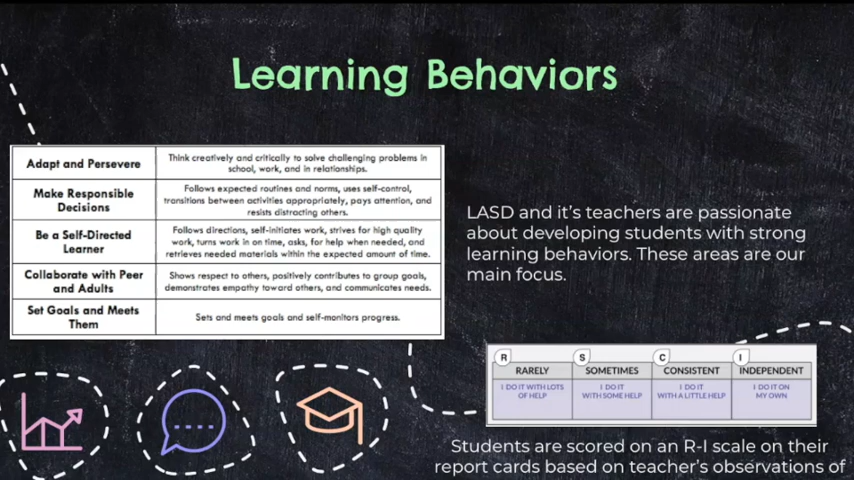 Learning Behaviors
Adapt and Persevere
Think creatively and critically to solve challenging problems in
school, work, and in relationships.
Make Responsible
Decisions
Follows expected routines and norms, uses self-control,
transitions between activities appropriately, pays attention, and
resists distracting others.
Be a Self-Directed
Learner
Follows directions, self-initiates work, strives for high quality
work, turns work in on time, asks, for help when needed, and
retrieves needed materials within the expected amount of time.
Collaborate with Peer
and Adults
Shows respect to others, positively contributes to group goals,
demonstrates empathy toward others, and communicates needs.
Set Goals and Meets
Them
Sets and meets goals and self-monitors progress.
LASD and it's teachers are passionate
about developing students with strong
learning behaviors. These areas are our
main focus.
R
S
C
I
RARELY
SOMETIMES
CONSISTENT
INDEPENDENT
I DO IT WITH LOTS
OF HELP
I DO IT
WITH SOME HELP
I DO IT
WITH A LITTLE HELP
I DO IT ON
MY OWN
Students are scored on an R-I scale on their
report cards based on teacher's observations of